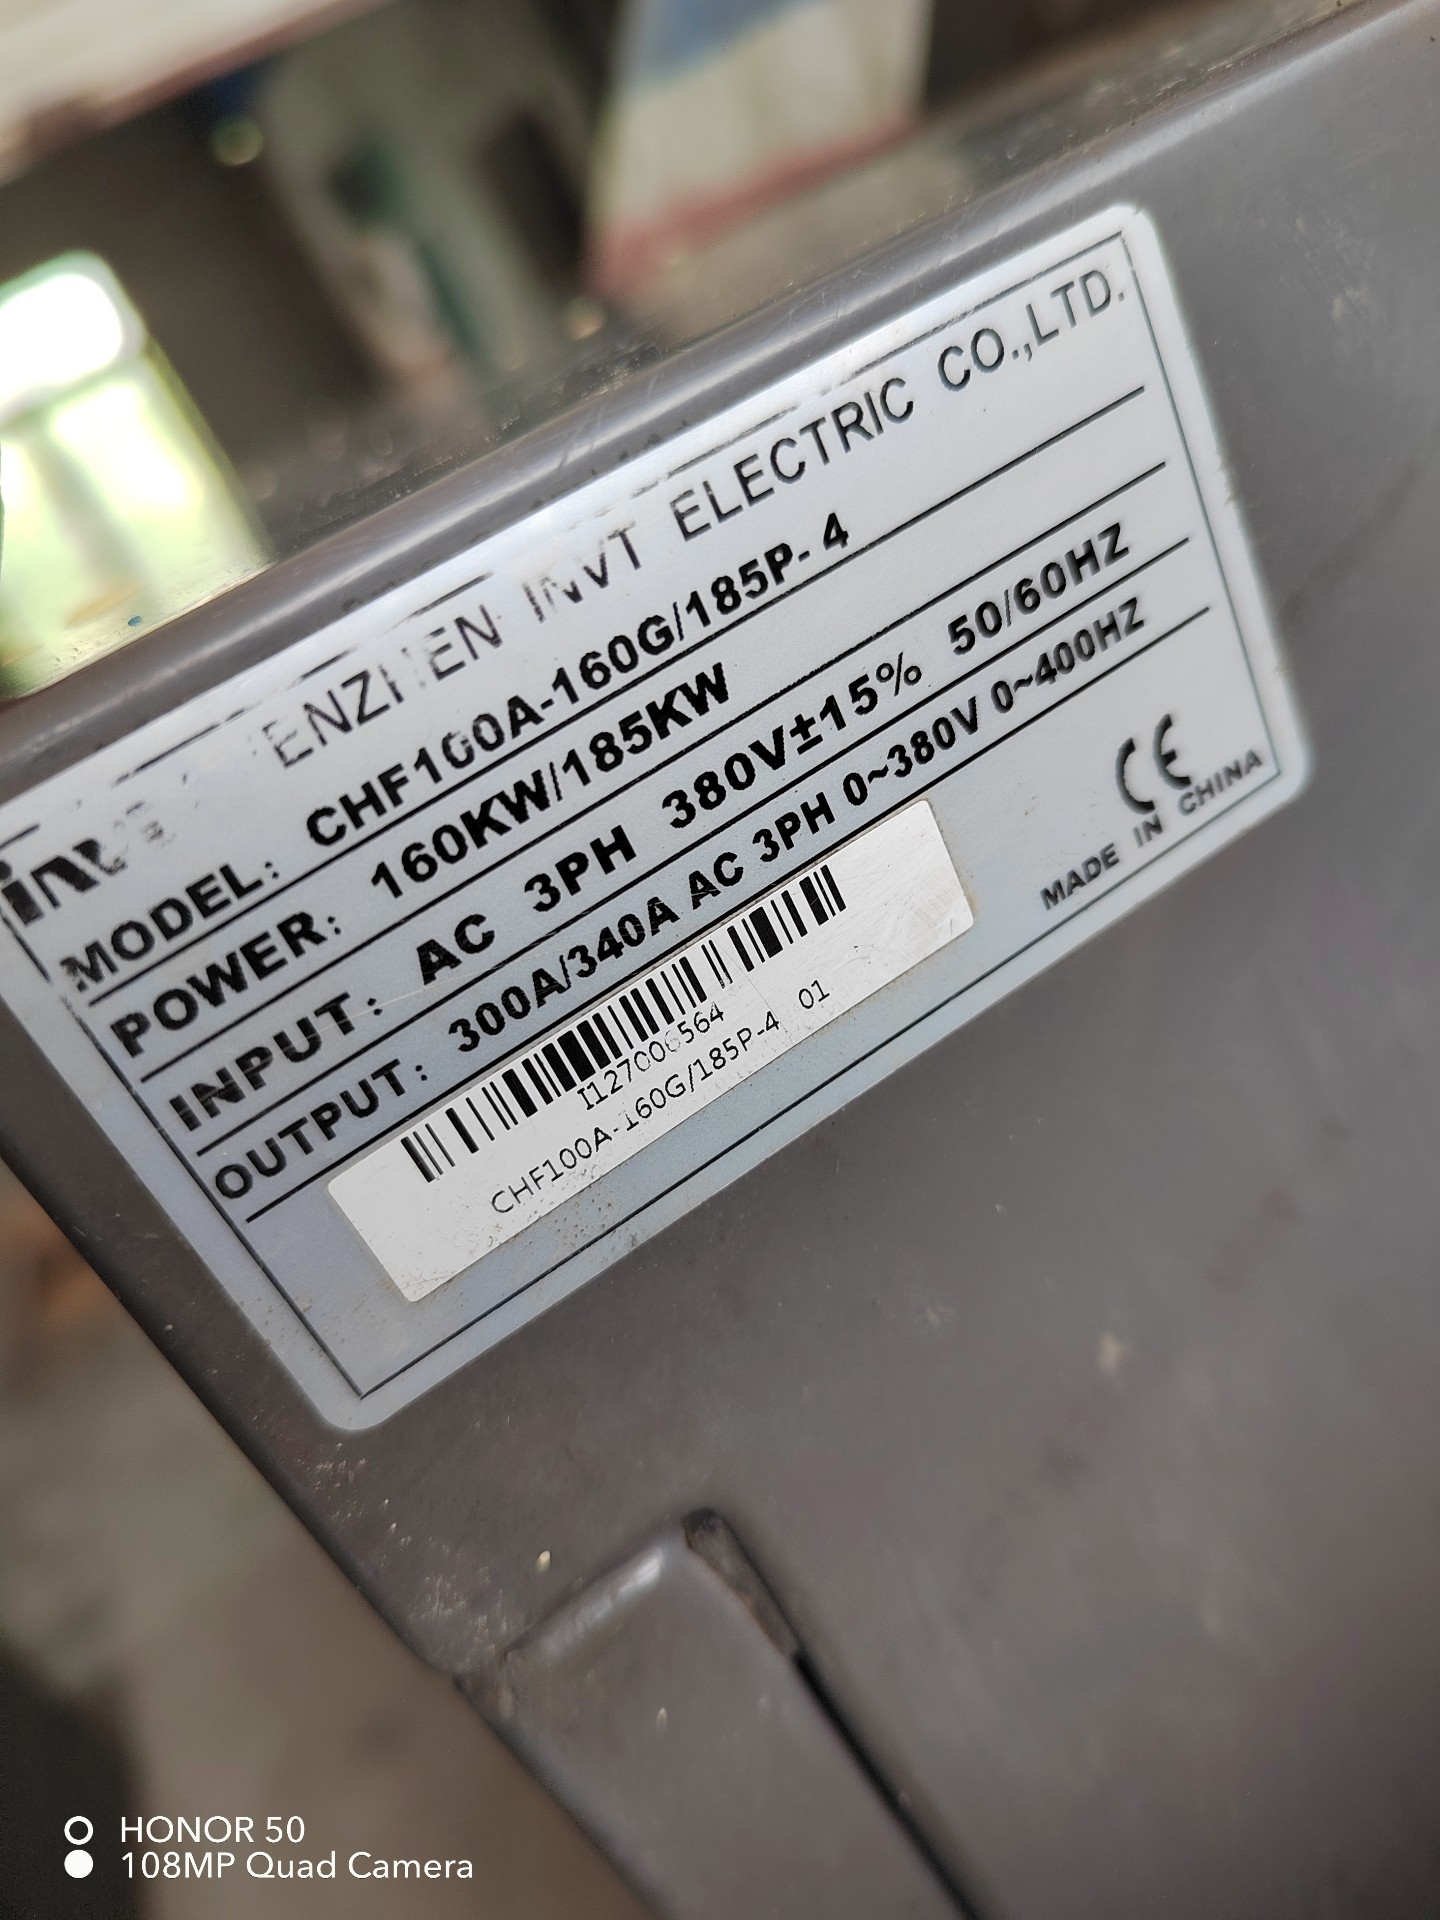 ENZHEN INVT ELECTRIC CO.,LTD.
MODEL: CHF100A-160G/185P-4
POWER: 160KW/185KW
INPUT: AC 3PH 380V±15% 50/60HZ
OUTPUT: 300A/340A AC 3PH 0~380V 0~400HZ
I127006564
CHF100A-160G/185P-4 01
CE
MADE IN CHINA
HONOR 50
108MP Quad Camera